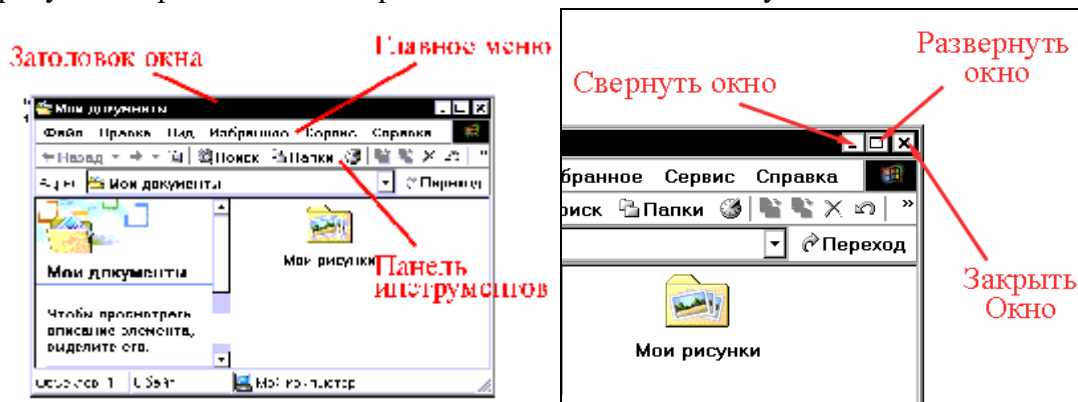 Заголовок окна
Главное меню
Мои документы
Файл Правка Вид Избранное Сервис Справка
Назад Поиск Папки »
Адрес Мои документы Переход
Мои документы
Мои рисунки
Чтобы просмотреть
описание элемента,
выделите его.
Панель
инструментов
Мой компьютер
Развернуть
окно
Свернуть окно
бранное Сервис Справка
оиск Папки »
Переход
Мои рисунки
Закрыть
Окно